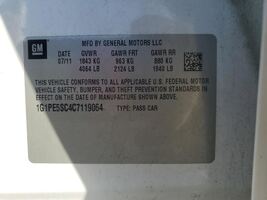 GM
MFD BY GENERAL MOTORS LLC
DATE GVWR GAWR FRT GAWR RR
07/11 1843 KG 963 KG 880 KG
4064 LB 2124 LB 1940 LB
THIS VEHICLE CONFORMS TO ALL APPLICABLE U.S. FEDERAL MOTOR
VEHICLE SAFETY, BUMPER, AND THEFT PREVENTION STANDARDS
IN EFFECT ON THE DATE OF MANUFACTURE SHOWN ABOVE.
1G1PE5SC4C7119064 TYPE: PASS CAR